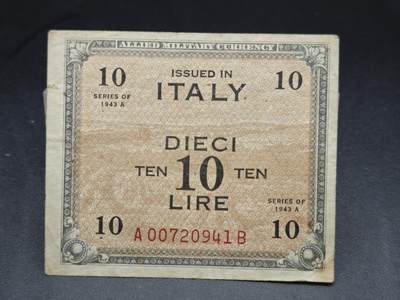 ALLIED MILITARY CURRENCY
10 ISSUED IN 10
SERIES OF
1943 A
ITALY
DIECI
TEN 10 TEN
LIRE
SERIES OF
1943 A
10 A00720941B 10